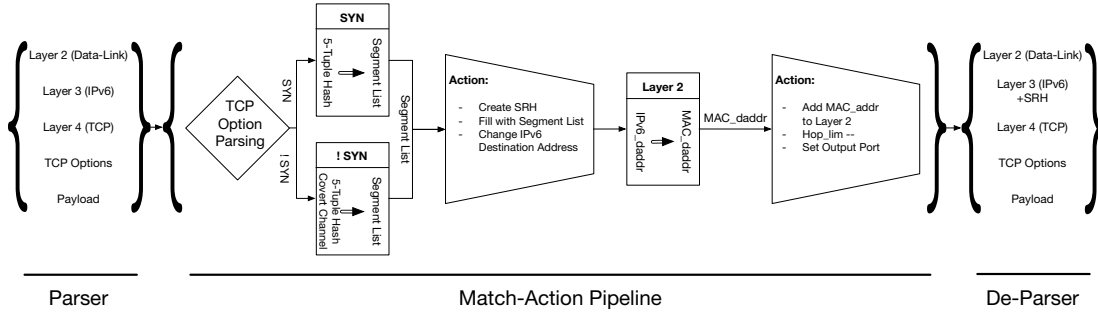 Layer 2 (Data-Link)
Layer 3 (IPv6)
Layer 4 (TCP)
TCP Options
Payload
TCP
Option
Parsing
SYN
! SYN
SYN
5-Tuple Hash
Segment List
! SYN
5-Tuple Hash
Covert Channel
Segment List
Segment List
Action:
- Create SRH
- Fill with Segment List
- Change IPv6
Destination Address
Layer 2
IPv6_daddr
MAC_daddr
MAC_daddr
Action:
- Add MAC_addr
to Layer 2
- Hop_lim --
- Set Output Port
Layer 2 (Data-Link)
Layer 3 (IPv6)
+SRH
Layer 4 (TCP)
TCP Options
Payload
Parser
Match-Action Pipeline
De-Parser